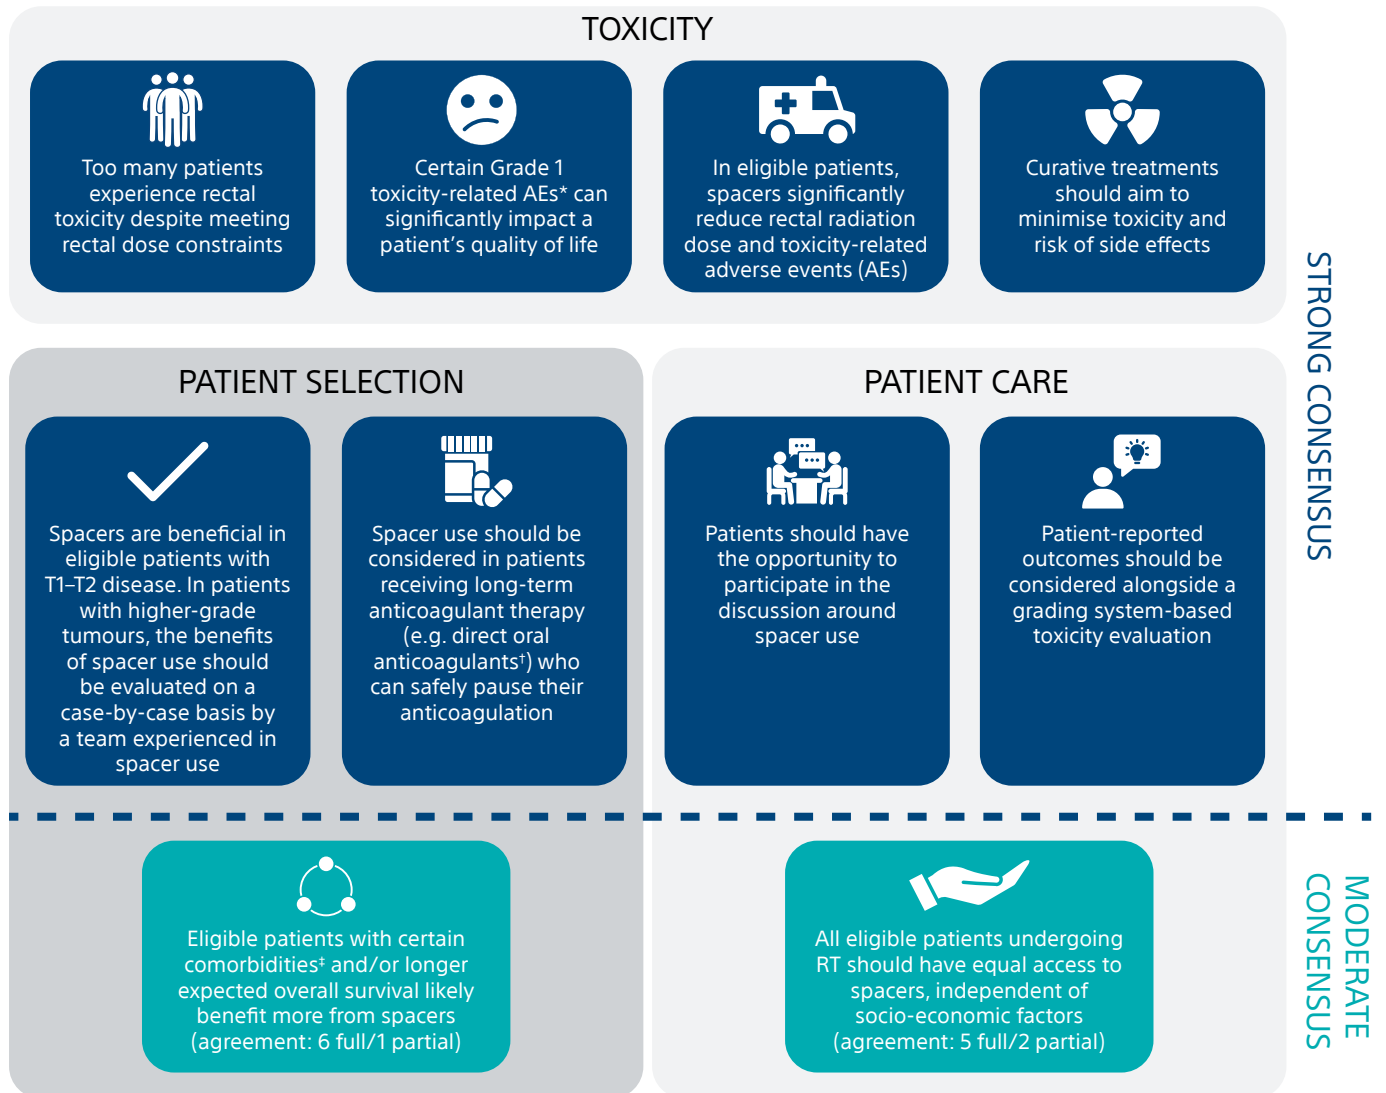 TOXICITY
Too many patients
experience rectal
toxicity despite meeting
rectal dose constraints
Certain Grade 1
toxicity-related AEs* can
significantly impact a
patient's quality of life
In eligible patients,
spacers significantly
reduce rectal radiation
dose and toxicity-related
adverse events (AEs)
Curative treatments
should aim to
minimise toxicity and
risk of side effects
STRONG CONSENSUS
PATIENT SELECTION
Spacers are beneficial in
eligible patients with
T1–T2 disease. In patients
with higher-grade
tumours, the benefits
of spacer use should
be evaluated on a
case-by-case basis by
a team experienced in
spacer use
Spacer use should be
considered in patients
receiving long-term
anticoagulant therapy
(e.g. direct oral
anticoagulants†) who
can safely pause their
anticoagulation
PATIENT CARE
Patients should have
the opportunity to
participate in the
discussion around
spacer use
Patient-reported
outcomes should be
considered alongside a
grading system-based
toxicity evaluation
Eligible patients with certain
comorbidities‡ and/or longer
expected overall survival likely
benefit more from spacers
(agreement: 6 full/1 partial)
All eligible patients undergoing
RT should have equal access to
spacers, independent of
socio-economic factors
(agreement: 5 full/2 partial)
MODERATE
CONSENSUS